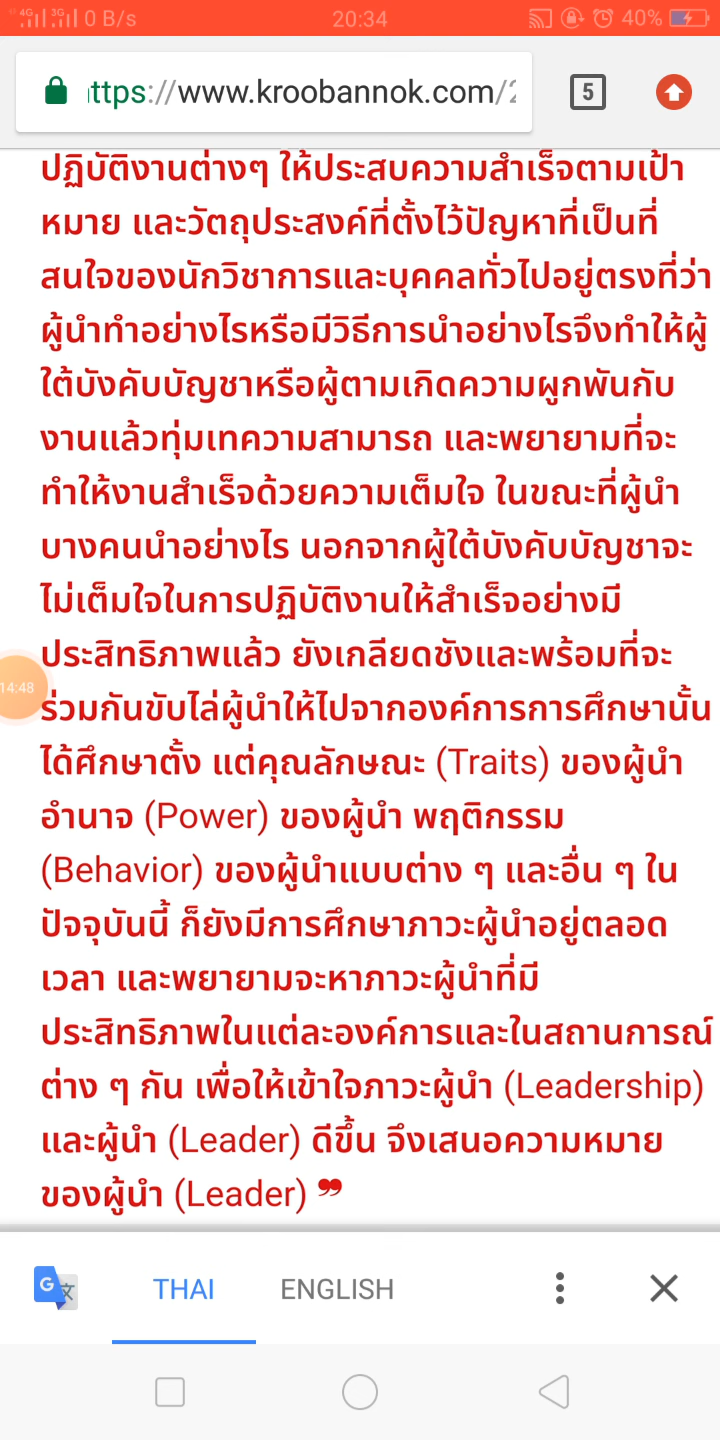 4G 3G 0 B/s 20:34 40%
ttps://www.kroobannok.com/2
5
ปฏิบัติงานต่างๆ ให้ประสบความสำเร็จตามเป้า
หมาย และวัตถุประสงค์ที่ตั้งไว้ปัญหาที่เป็นที่
สนใจของนักวิชาการและบุคคลทั่วไปอยู่ตรงที่ว่า
ผู้นำทำอย่างไรหรือมีวิธีการนำอย่างไรจึงทำให้ผู้
ใต้บังคับบัญชาหรือผู้ตามเกิดความผูกพันกับ
งานแล้วทุ่มเทความสามารถ และพยายามที่จะ
ทำให้งานสำเร็จด้วยความเต็มใจ ในขณะที่ผู้นำ
บางคนนำอย่างไร นอกจากผู้ใต้บังคับบัญชาจะ
ไม่เต็มใจในการปฏิบัติงานให้สำเร็จอย่างมี
ประสิทธิภาพแล้ว ยังเกลียดชังและพร้อมที่จะ
14:48
ร่วมกันขับไล่ผู้นำให้ไปจากองค์การการศึกษานั้น
ได้ศึกษาตั้ง แต่คุณลักษณะ (Traits) ของผู้นำ
อำนาจ (Power) ของผู้นำ พฤติกรรม
(Behavior) ของผู้นำแบบต่าง ๆ และอื่น ๆ ใน
ปัจจุบันนี้ ก็ยังมีการศึกษาภาวะผู้นำอยู่ตลอด
เวลา และพยายามจะหาภาวะผู้นำที่มี
ประสิทธิภาพในแต่ละองค์การและในสถานการณ์
ต่าง ๆ กัน เพื่อให้เข้าใจภาวะผู้นำ (Leadership)
และผู้นำ (Leader) ดีขึ้น จึงเสนอความหมาย
ของผู้นำ (Leader) ❞
THAI ENGLISH